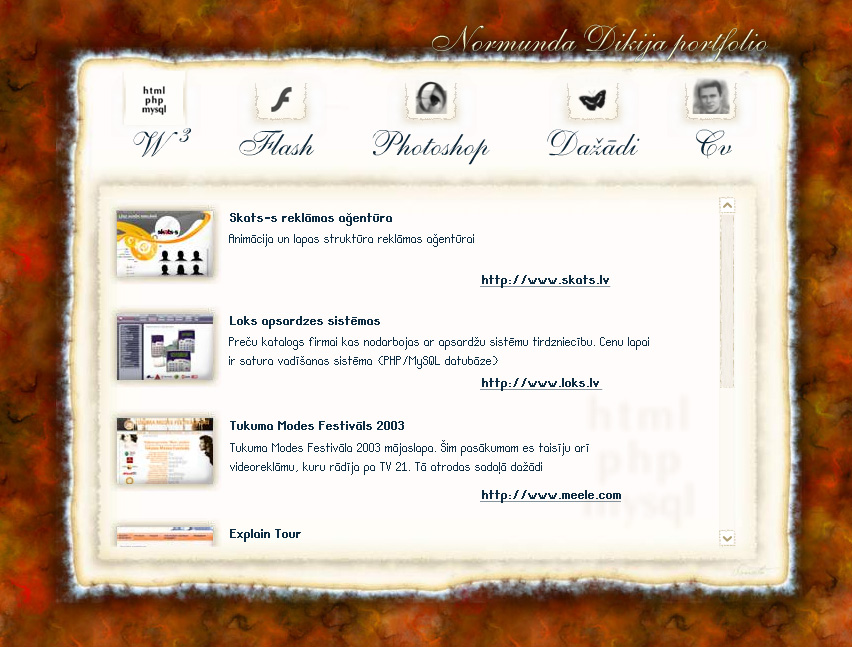 Normunda Dikija portfolio
html
php
mysql
W3
Flash
Photoshop
Dažādi
Cv
Skats-s reklāmas aģentūra
Animācija un lapas struktūra reklāmas aģentūrai
http://www.skats.lv
Loks apsardzes sistēmas
Preču katalogs firmai kas nodarbojas ar apsardžu sistēmu tirdzniecību. Cenu lapai
ir satura vadīšanas sistēma (PHP/MySQL datubāze)
http://www.loks.lv
html
php
mysql
Tukuma Modes Festivāls 2003
Tukuma Modes Festivāla 2003 mājaslapa. Šim pasākumam es taisīju arī
videoreklāmu, kuru rādīja pa TV 21. Tā atrodas sadaļā dažādi
http://www.meele.com
Explain Tour